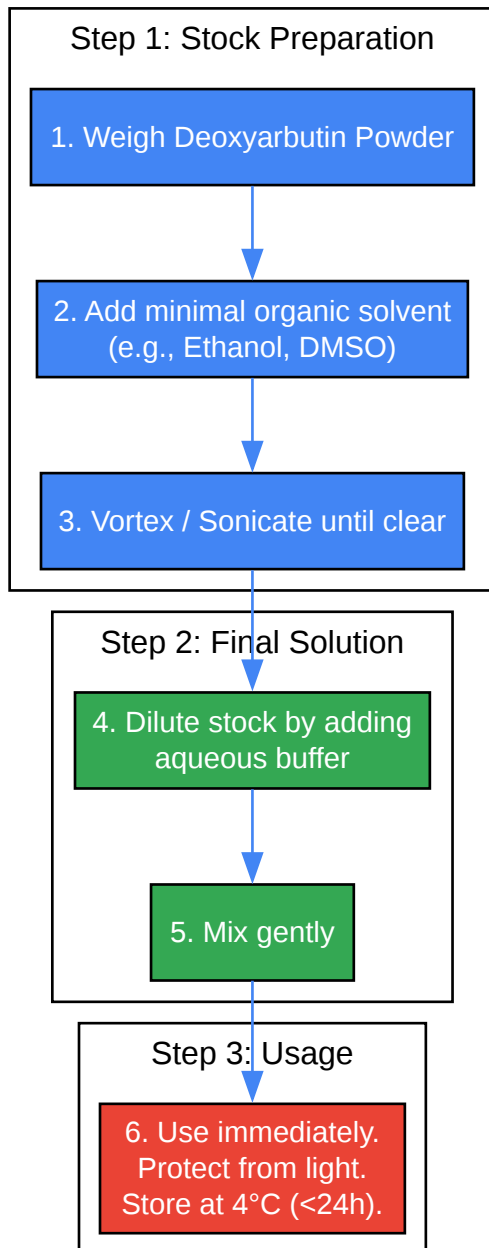 Step 1: Stock Preparation
1. Weigh Deoxyarbutin Powder
2. Add minimal organic solvent
(e.g., Ethanol, DMSO)
3. Vortex / Sonicate until clear
Step 2: Final Solution
4. Dilute stock by adding
aqueous buffer
5. Mix gently
Step 3: Usage
6. Use immediately.
Protect from light.
Store at 4°C (<24h).